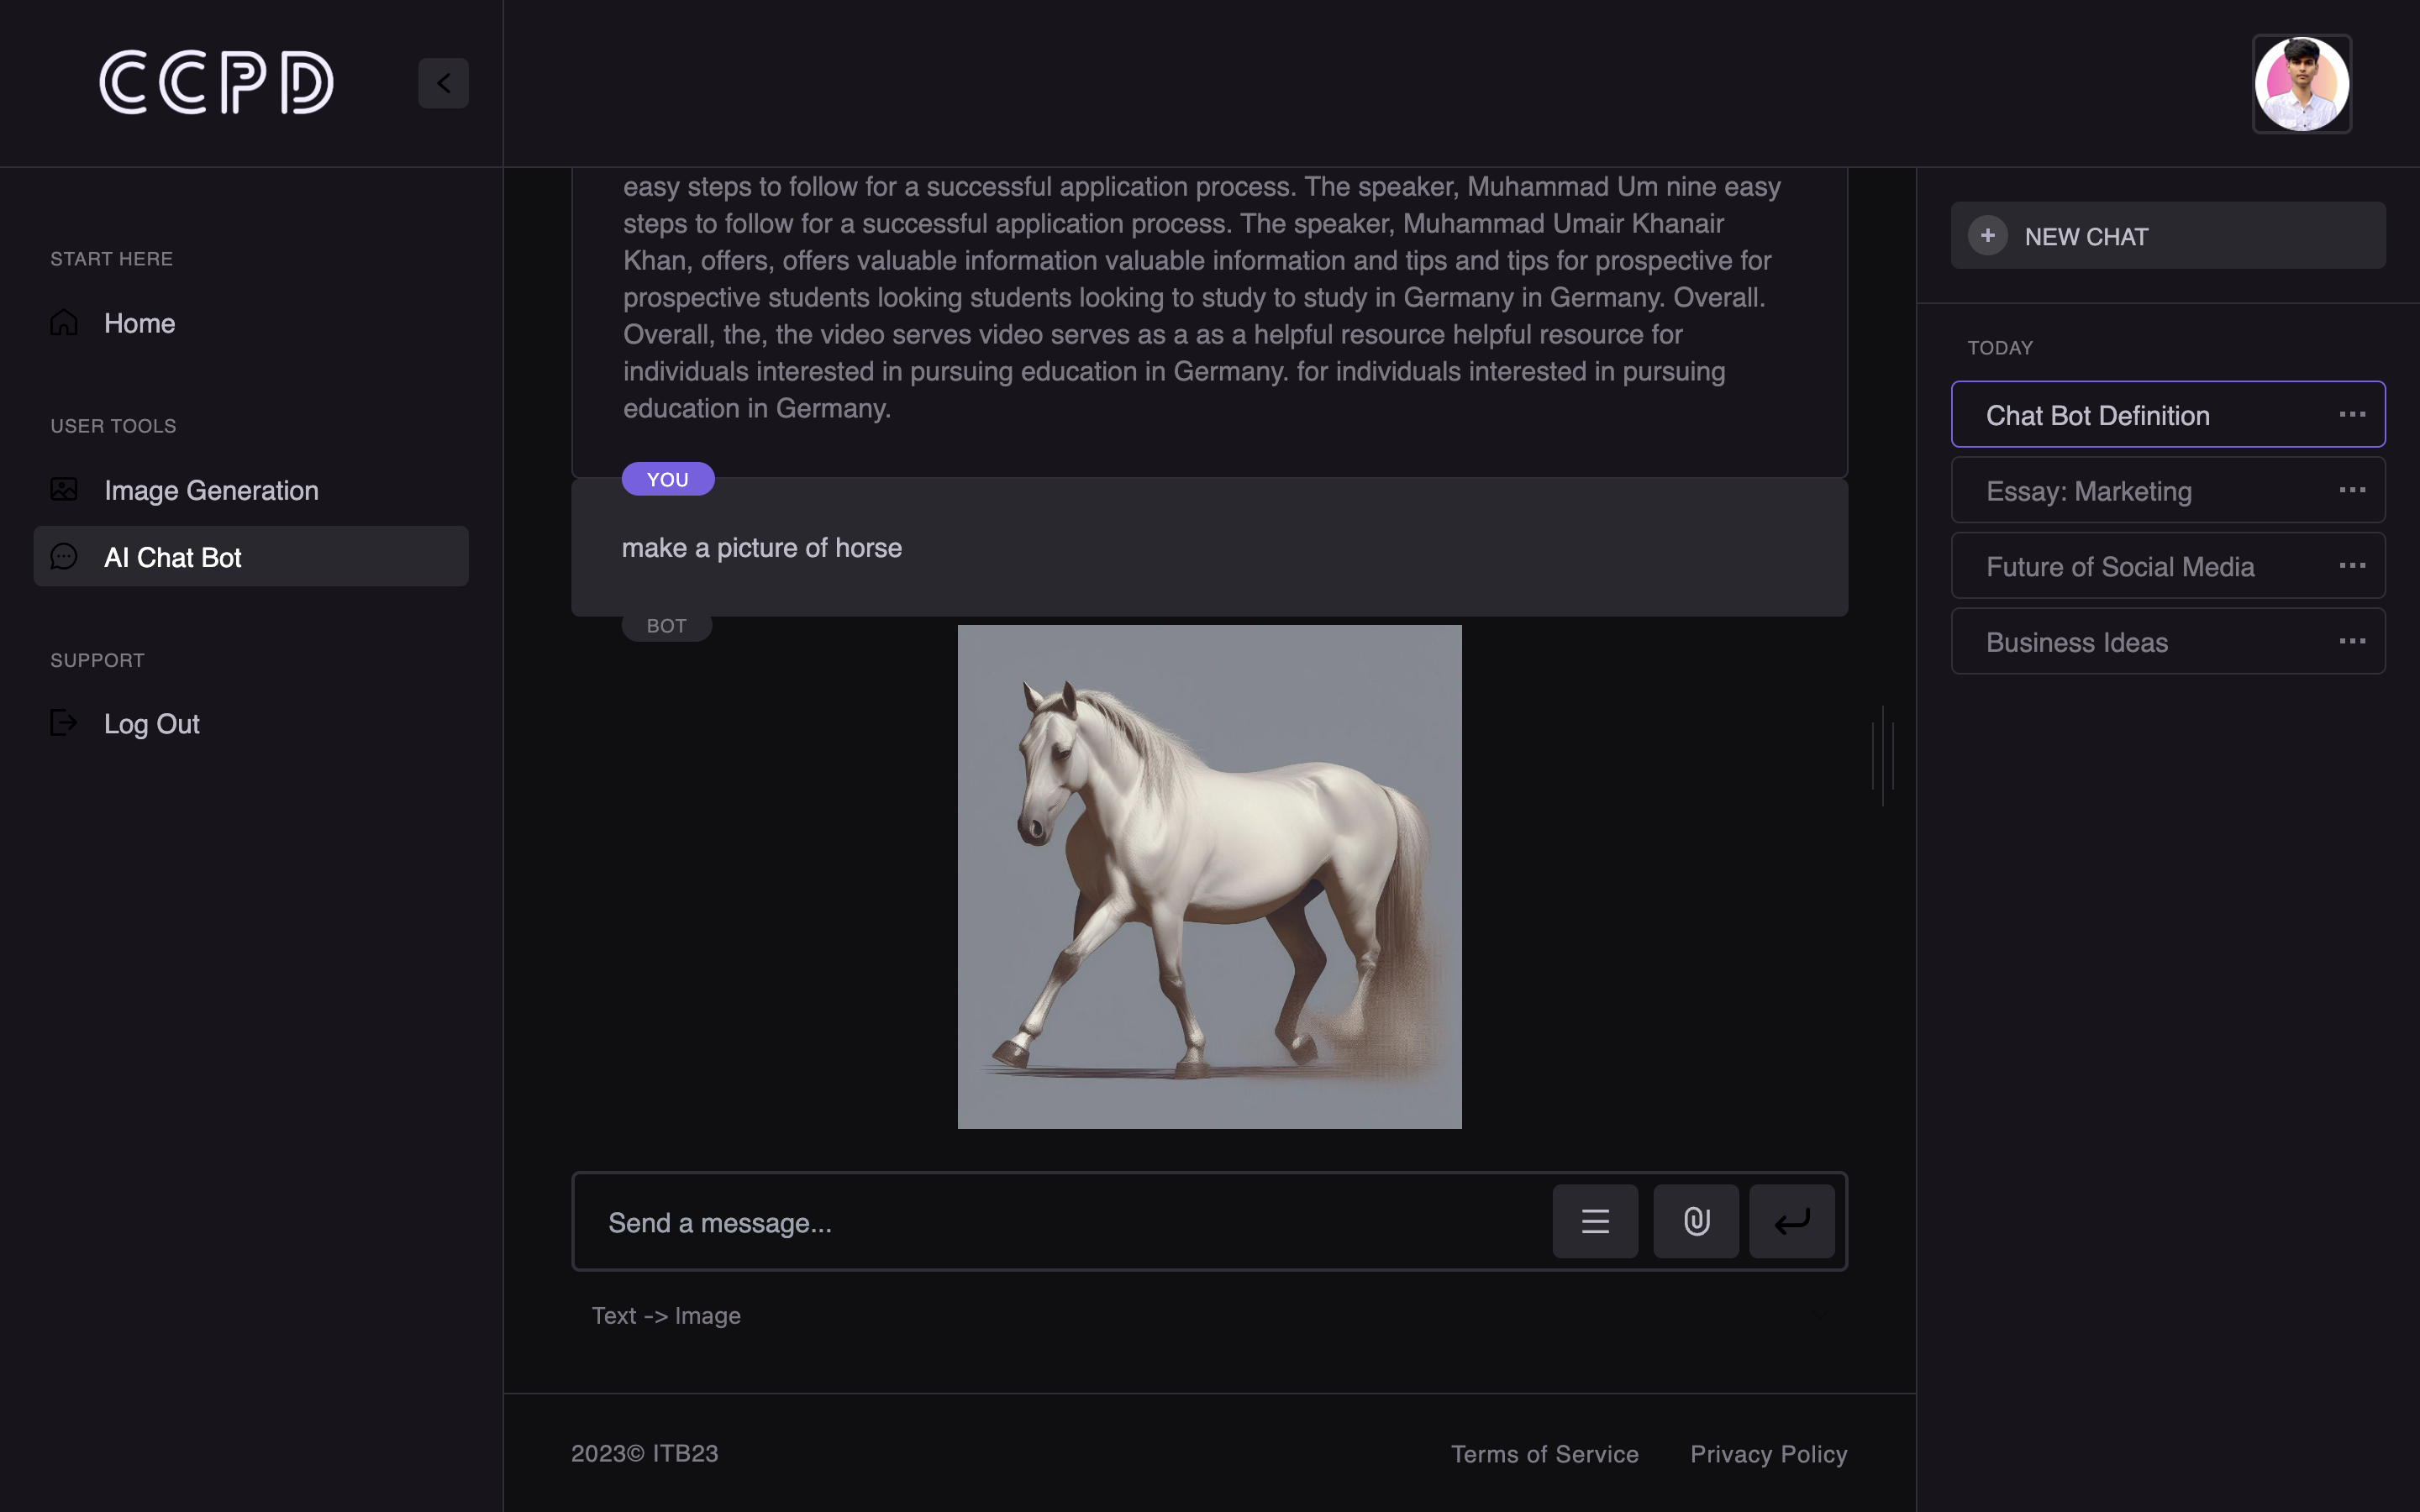 CCPD
START HERE
Home
USER TOOLS
Image Generation
AI Chat Bot
SUPPORT
Log Out
easy steps to follow for a successful application process. The speaker, Muhammad Um nine easy
steps to follow for a successful application process. The speaker, Muhammad Umair Khanair
Khan, offers, offers valuable information valuable information and tips and tips for prospective for
prospective students looking students looking to study to study in Germany in Germany. Overall.
Overall, the, the video serves video serves as a as a helpful resource helpful resource for
individuals interested in pursuing education in Germany. for individuals interested in pursuing
education in Germany.
YOU
make a picture of horse
BOT
Send a message...
Text -> Image
2023© ITB23
Terms of Service
Privacy Policy
+ NEW CHAT
TODAY
Chat Bot Definition
Essay: Marketing
Future of Social Media
Business Ideas